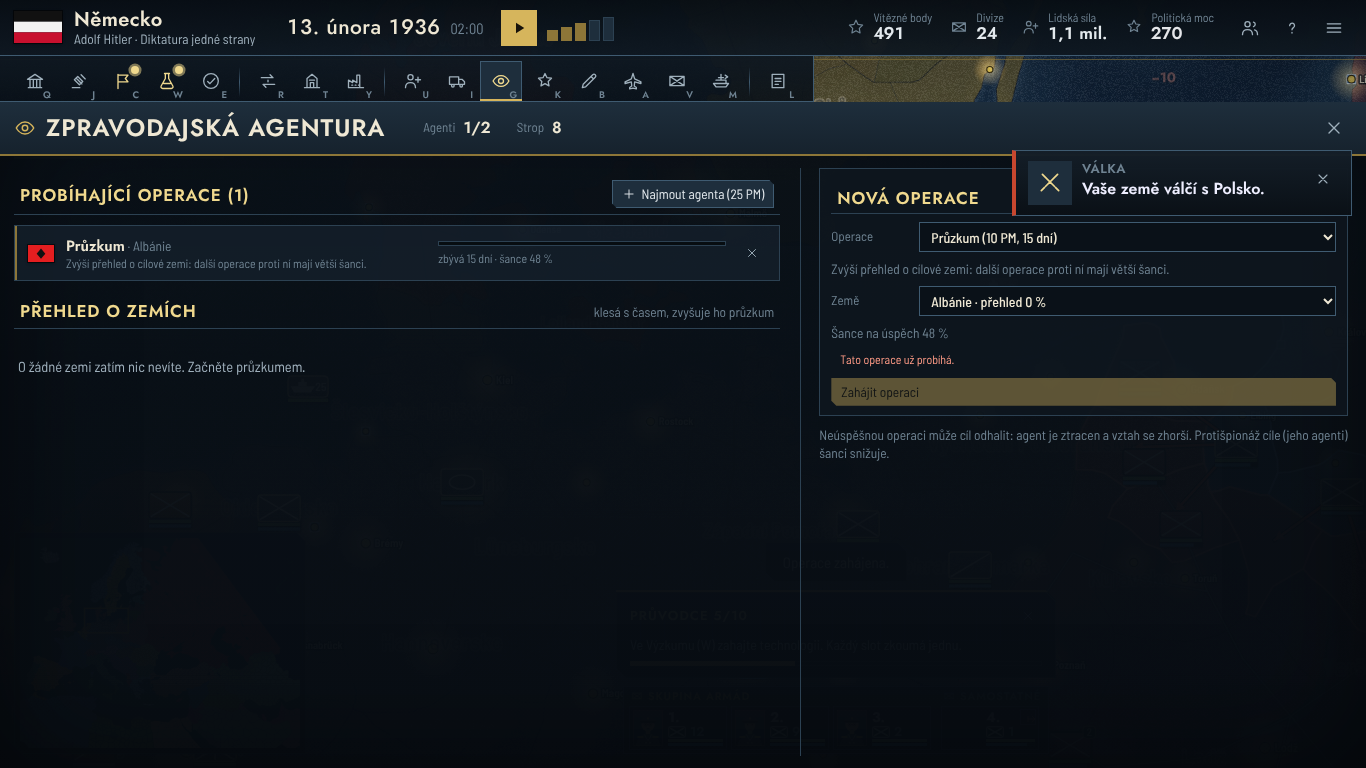 Německo
Adolf Hitler · Diktatura jedné strany
13. února 1936 02:00
Vítězné body
491
Divize
24
Lidská síla
1,1 mil.
Politická moc
270
?
Q J C W E R T Y U I G K B A V M L
−10
ZPRAVODAJSKÁ AGENTURA
Agenti 1/2 Strop 8
VÁLKA
Vaše země válčí s Polskem.
PROBÍHAJÍCÍ OPERACE (1)
Najmout agenta (25 PM)
Průzkum · Albánie
Zvýší přehled o cílové zemi: další operace proti ní mají větší šanci.
zbývá 15 dní · šance 48 %
PŘEHLED O ZEMÍCH
klesá s časem, zvyšuje ho průzkum
O žádné zemi zatím nic nevíte. Začněte průzkumem.
NOVÁ OPERACE
Operace
Průzkum (10 PM, 15 dní)
Zvýší přehled o cílové zemi: další operace proti ní mají větší šanci.
Země
Albánie · přehled 0 %
Šance na úspěch 48 %
Tato operace už probíhá.
Zahájit operaci
Neúspěšnou operaci může cíl odhalit: agent je ztracen a vztah se zhorší. Protišpionáž cíle (jeho agenti)
šanci snižuje.
PRŮVODCE 3/10